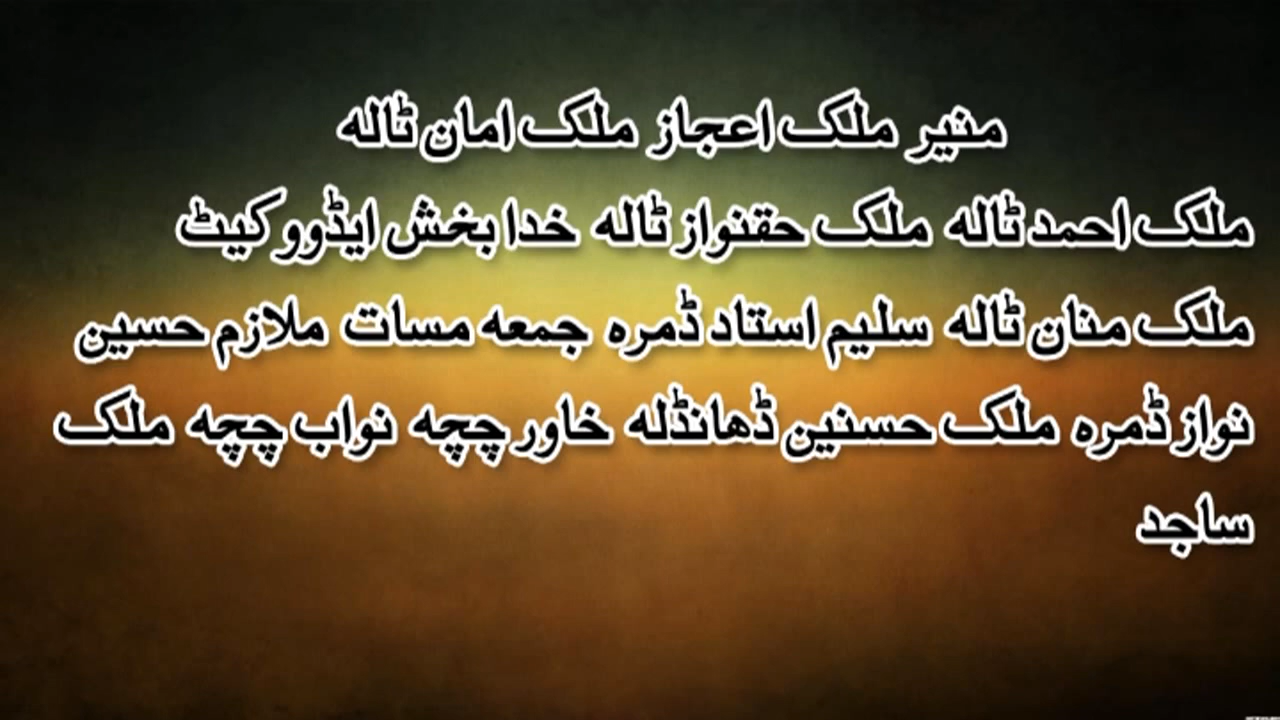 منیر ملک اعجاز ملک امان ٹالہ
ملک احمد ٹالہ ملک حقنواز ٹالہ خدا بخش ایڈووکیٹ
ملک منان ٹالہ سلیم استاد ڈمرہ جمعہ مسات ملازم حسین
نواز ڈمرہ ملک حسنین ڈھانڈلہ خاور چچہ نواب چچہ ملک
ساجد